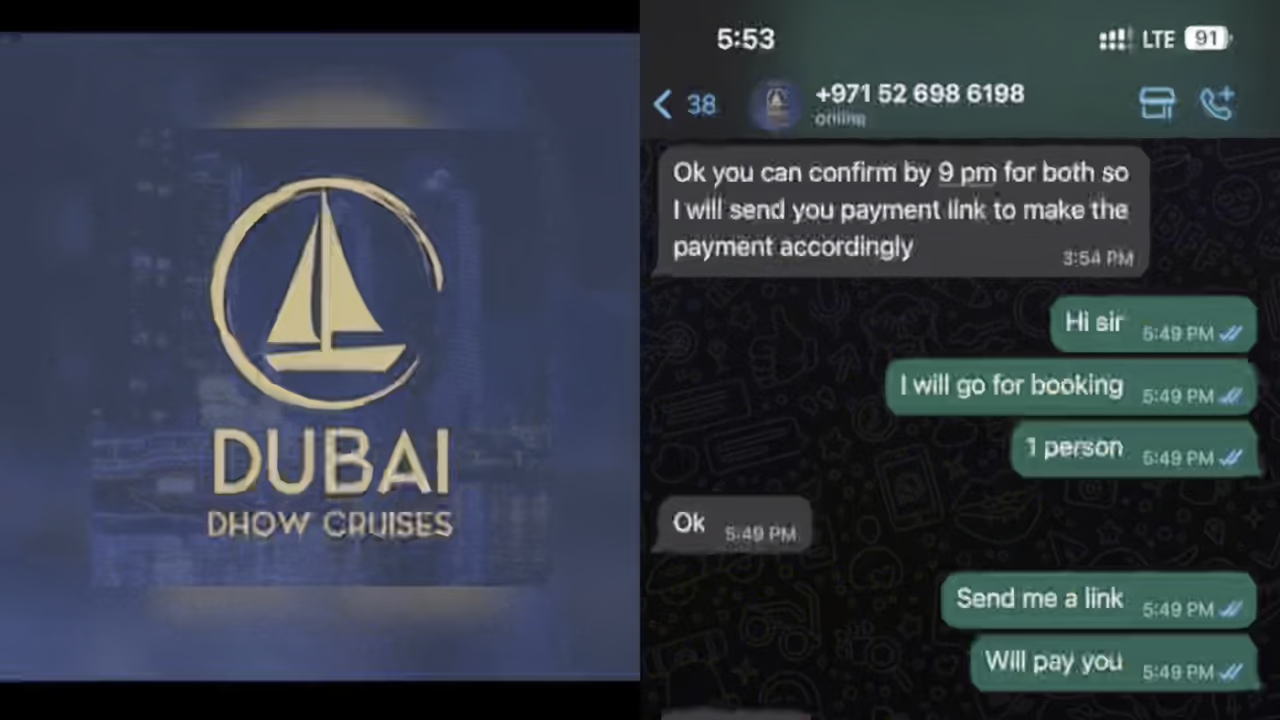 DUBAI
DHOW CRUISES
5:53
LTE
91
38
+971 52 698 6198
online
Ok you can confirm by 9 pm for both so
I will send you payment link to make the
payment accordingly
3:54 PM
Hi sir
5:49 PM
I will go for booking
5:49 PM
1 person
5:49 PM
Ok
5:49 PM
Send me a link
5:49 PM
Will pay you
5:49 PM